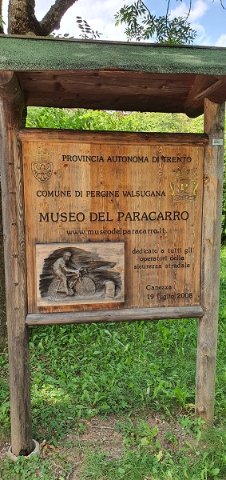 PROVINCIA AUTONOMA DI TRENTO
COMUNE DI PERGINE VALSUGANA
MUSEO DEL PARACARRO
www.museodelparacarro.it
dedicato a tutti gli
operatori della
sicurezza stradale
Canezza
19 luglio 2008